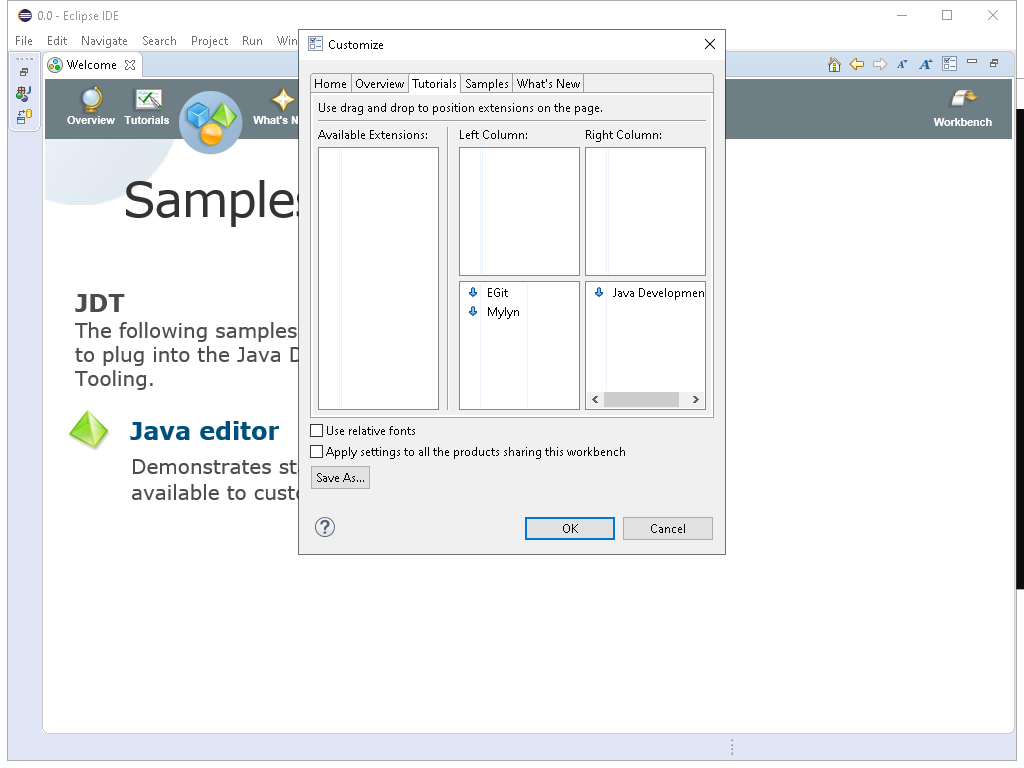 0.0 - Eclipse IDE
File Edit Navigate Search Project Run Win
Customize
Welcome
Home Overview Tutorials Samples What's New
Use drag and drop to position extensions on the page.
Overview Tutorials What's N
Workbench
Available Extensions: Left Column: Right Column:
Samples
EGit
Mylyn
Java Developmen
JDT
The following samples
to plug into the Java D
Tooling.
Java editor
Demonstrates st
available to custo
Use relative fonts
Apply settings to all the products sharing this workbench
Save As...
?
OK Cancel